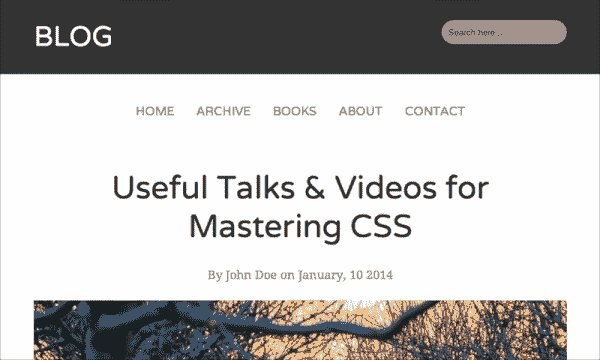 BLOG
Search here...
HOME ARCHIVE BOOKS ABOUT CONTACT
Useful Talks & Videos for
Mastering CSS
By John Doe on January, 10 2014